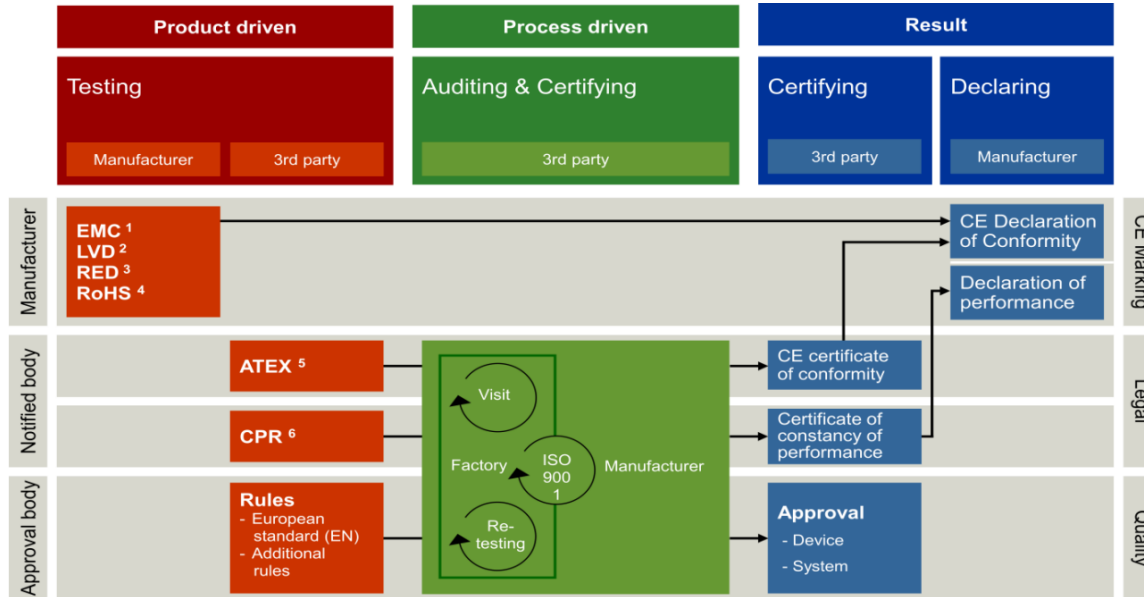 Product driven
Process driven
Result
Testing
Auditing & Certifying
Certifying
Declaring
Manufacturer
3rd party
3rd party
3rd party
Manufacturer
Manufacturer
EMC 1
LVD 2
RED 3
RoHS 4
CE Declaration
of Conformity
Declaration of
performance
CE Marking
Notified body
ATEX 5
CPR 6
Visit
Factory
ISO
900
1
Manufacturer
Re-
testing
CE certificate
of conformity
Certificate of
constancy of
performance
Legal
Approval body
Rules
- European
standard (EN)
- Additional
rules
Approval
- Device
- System
Quality